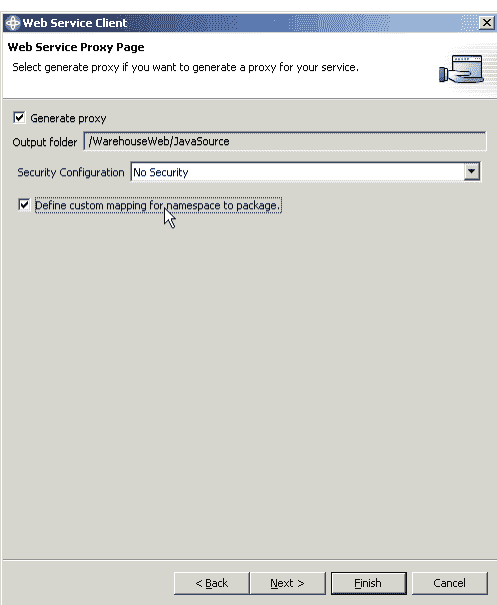 Web Service Client
Web Service Proxy Page
Select generate proxy if you want to generate a proxy for your service.
Generate proxy
Output folder /WarehouseWeb/JavaSource
Security Configuration No Security
Define custom mapping for namespace to package.
< Back Next > Finish Cancel